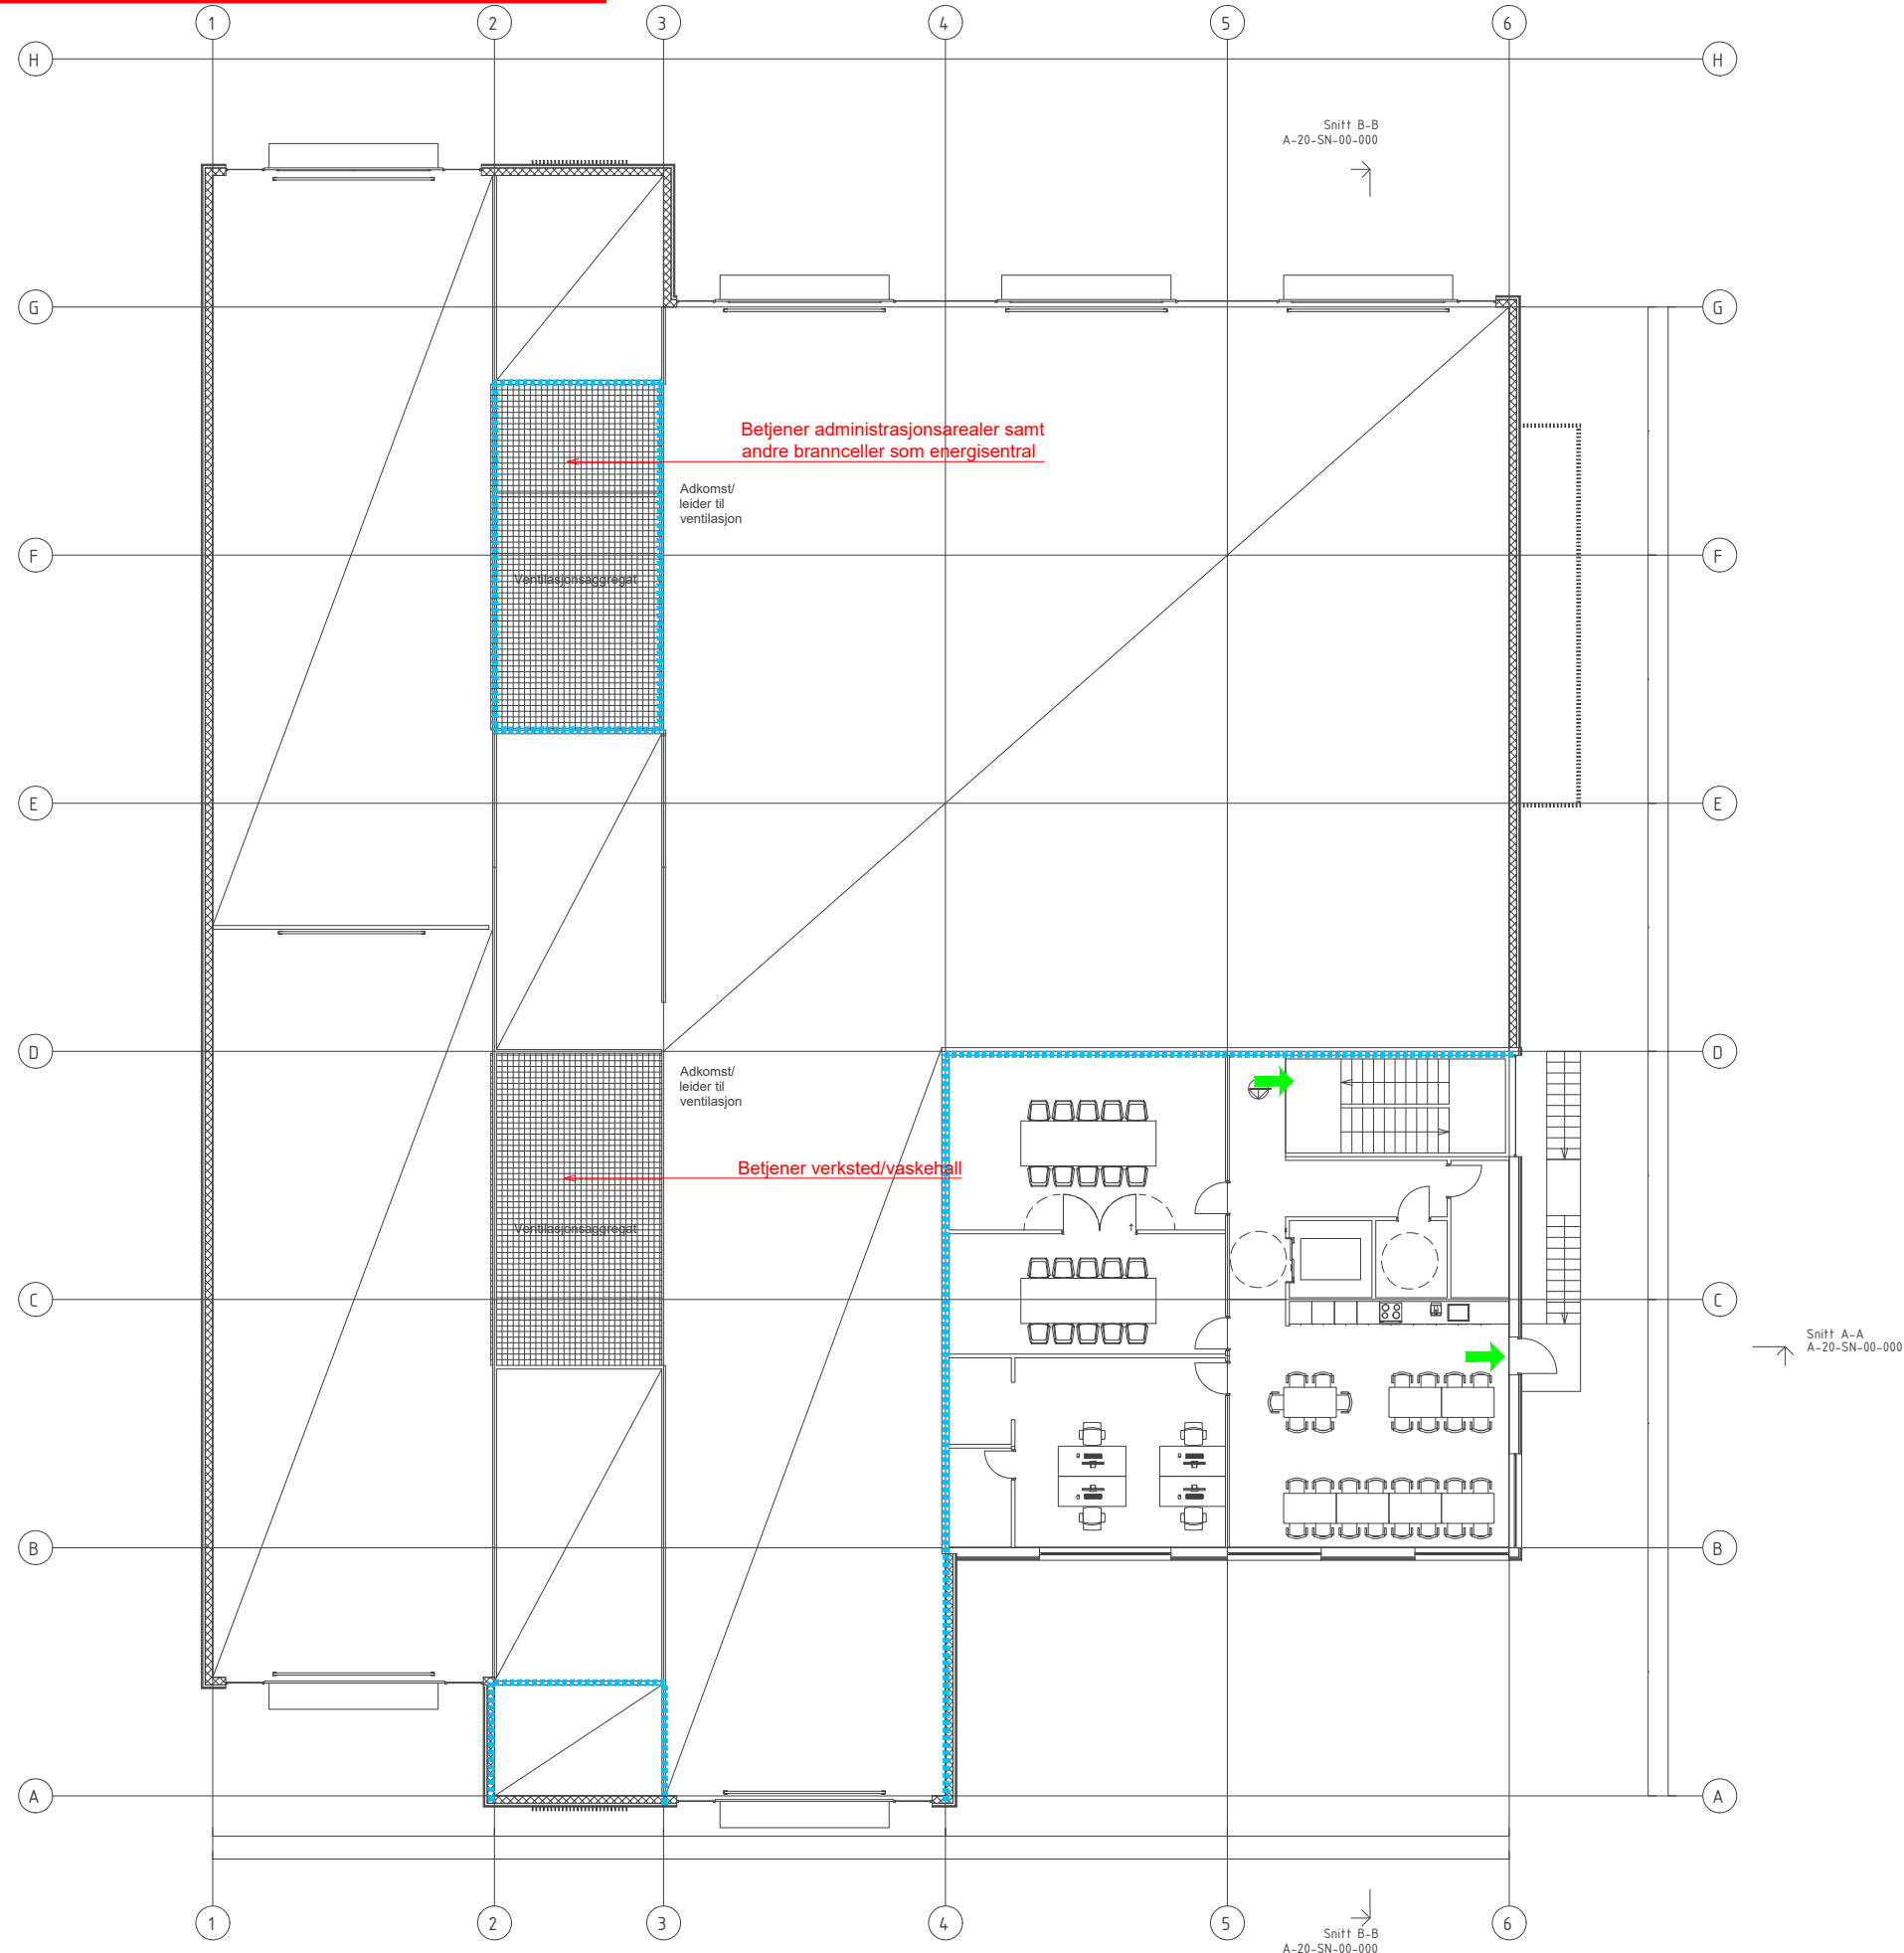 1 2 3 4 5 6
H H
Snitt B-B
A-20-SN-00-000
G G
Betjener administrasjonsarealer samt
andre brannceller som energisentral
Adkomst/
leider til
ventilasjon
F F
Ventilasjonsaggregat
E E
D D
Adkomst/
leider til
ventilasjon
Betjener verksted/vaskehall
Ventilasjonsaggregat
C C
Snitt A-A
A-20-SN-00-000
B B
A A
1 2 3 4 5 6
Snitt B-B
A-20-SN-00-000